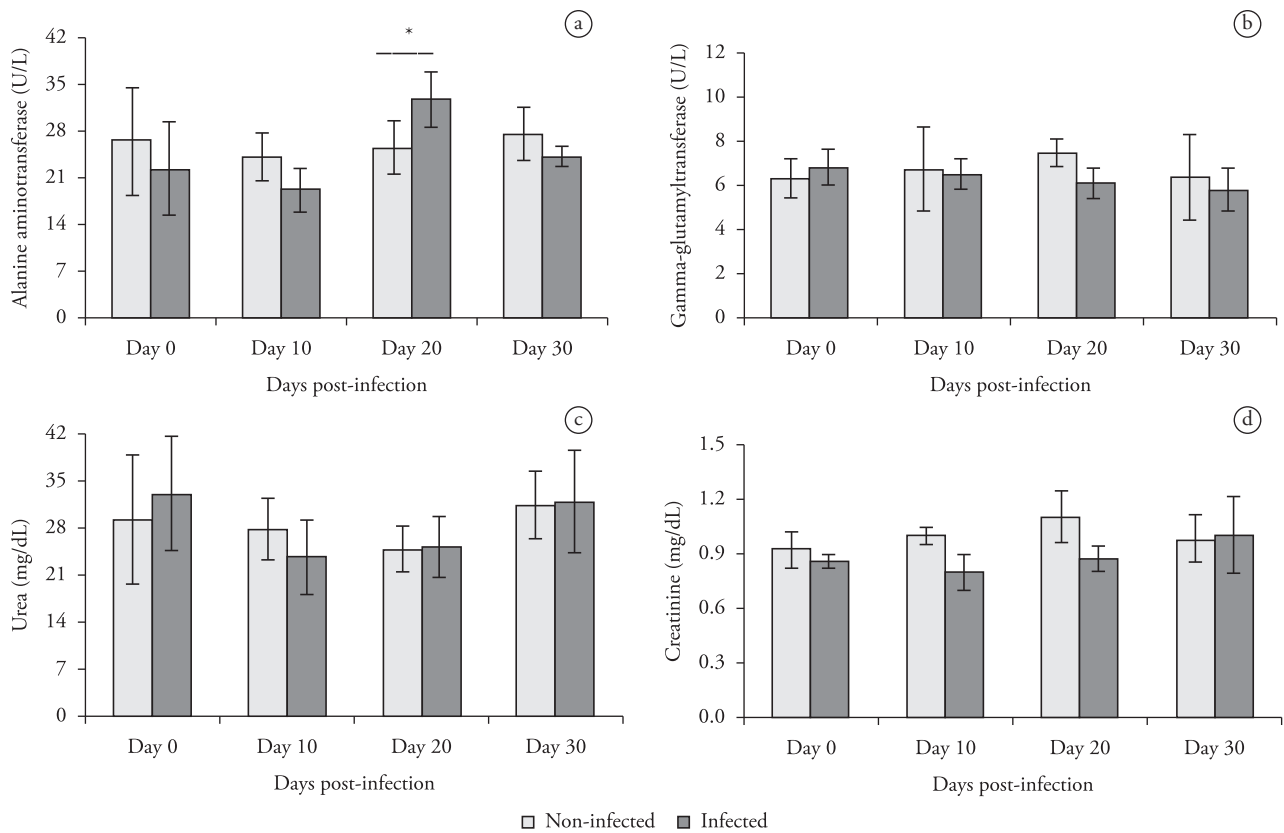 a
Alanine aminotransferase (U/L)
42
35
28
21
14
7
0
*
Day 0 Day 10 Day 20 Day 30
Days post-infection
b
Gamma-glutamyltransferase (U/L)
12
10
8
6
4
2
0
Day 0 Day 10 Day 20 Day 30
Days post-infection
c
Urea (mg/dL)
42
35
28
21
14
7
0
Day 0 Day 10 Day 20 Day 30
Days post-infection
d
Creatinine (mg/dL)
1.5
1.2
0.9
0.6
0.3
0.0
Day 0 Day 10 Day 20 Day 30
Days post-infection
Non-infected Infected